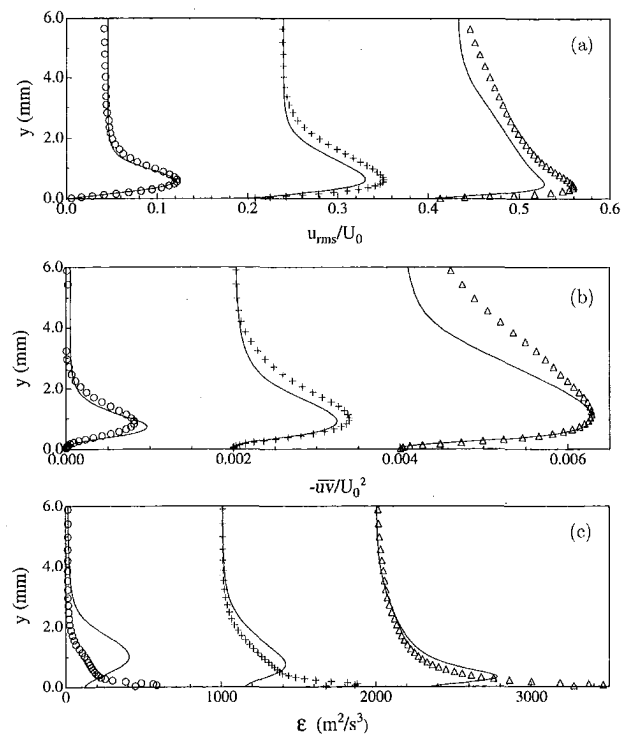 6.0
(a)
y (mm)
4.0
2.0
0.0
0.0 0.1 0.2 0.3 0.4 0.5 0.6
u_rms/U_0
6.0
(b)
y (mm)
4.0
2.0
0.0
0.000 0.002 0.004 0.006
-\overline{uv}/U_0^2
6.0
(c)
y (mm)
4.0
2.0
0.0
0 1000 2000 3000
ε (m²/s³)